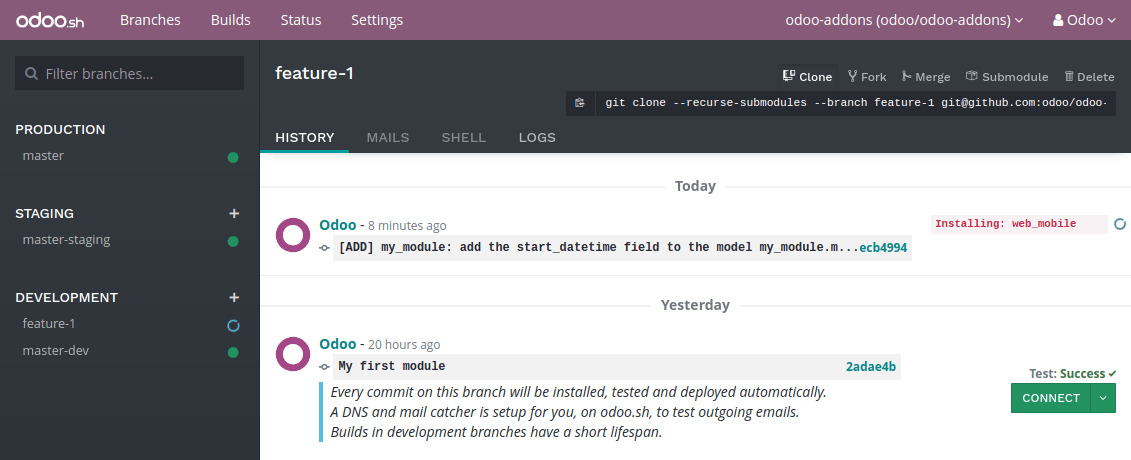 odoo.sh Branches Builds Status Settings odoo-addons (odoo/odoo-addons) Odoo
Filter branches...
PRODUCTION
master
STAGING +
master-staging
DEVELOPMENT +
feature-1
master-dev
feature-1
Clone Fork Merge Submodule Delete
git clone --recurse-submodules --branch feature-1 git@github.com:odoo/odoo-
HISTORY MAILS SHELL LOGS
Today
Odoo - 8 minutes ago
[ADD] my_module: add the start_datetime field to the model my_module.m...ecb4994
Installing: web_mobile
Yesterday
Odoo - 20 hours ago
My first module 2adae4b
Every commit on this branch will be installed, tested and deployed automatically.
A DNS and mail catcher is setup for you, on odoo.sh, to test outgoing emails.
Builds in development branches have a short lifespan.
Test: Success
CONNECT